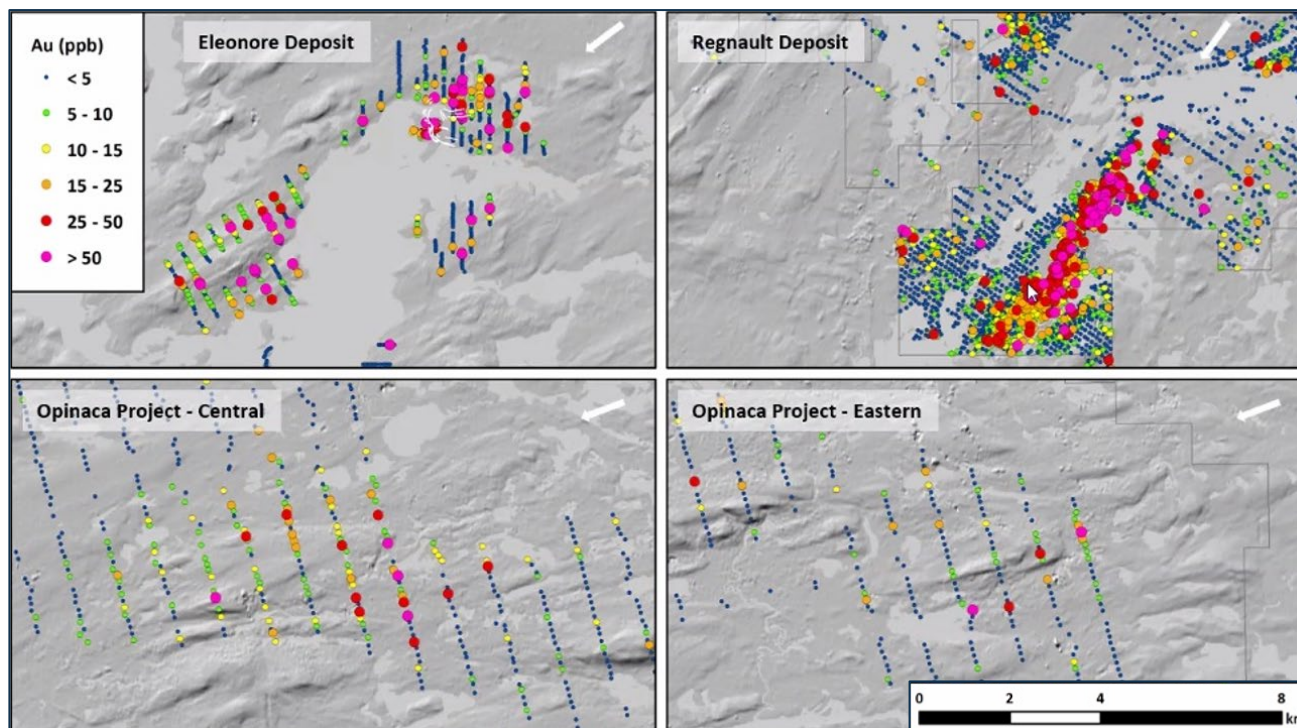 Au (ppb)
< 5
5 - 10
10 - 15
15 - 25
25 - 50
> 50
Eleonore Deposit
Regnault Deposit
Opinaca Project - Central
Opinaca Project - Eastern
0 2 4 8
km